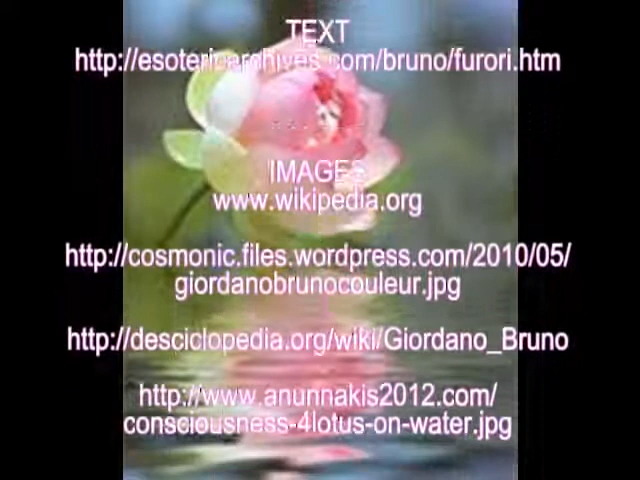 TEXT
http://esotericarchives.com/bruno/furori.htm
IMAGES
www.wikipedia.org
http://cosmonic.files.wordpress.com/2010/05/
giordanobrunocouleur.jpg
http://desciclopedia.org/wiki/Giordano_Bruno
http://www.anunnakis2012.com/
consciousness-4lotus-on-water.jpg